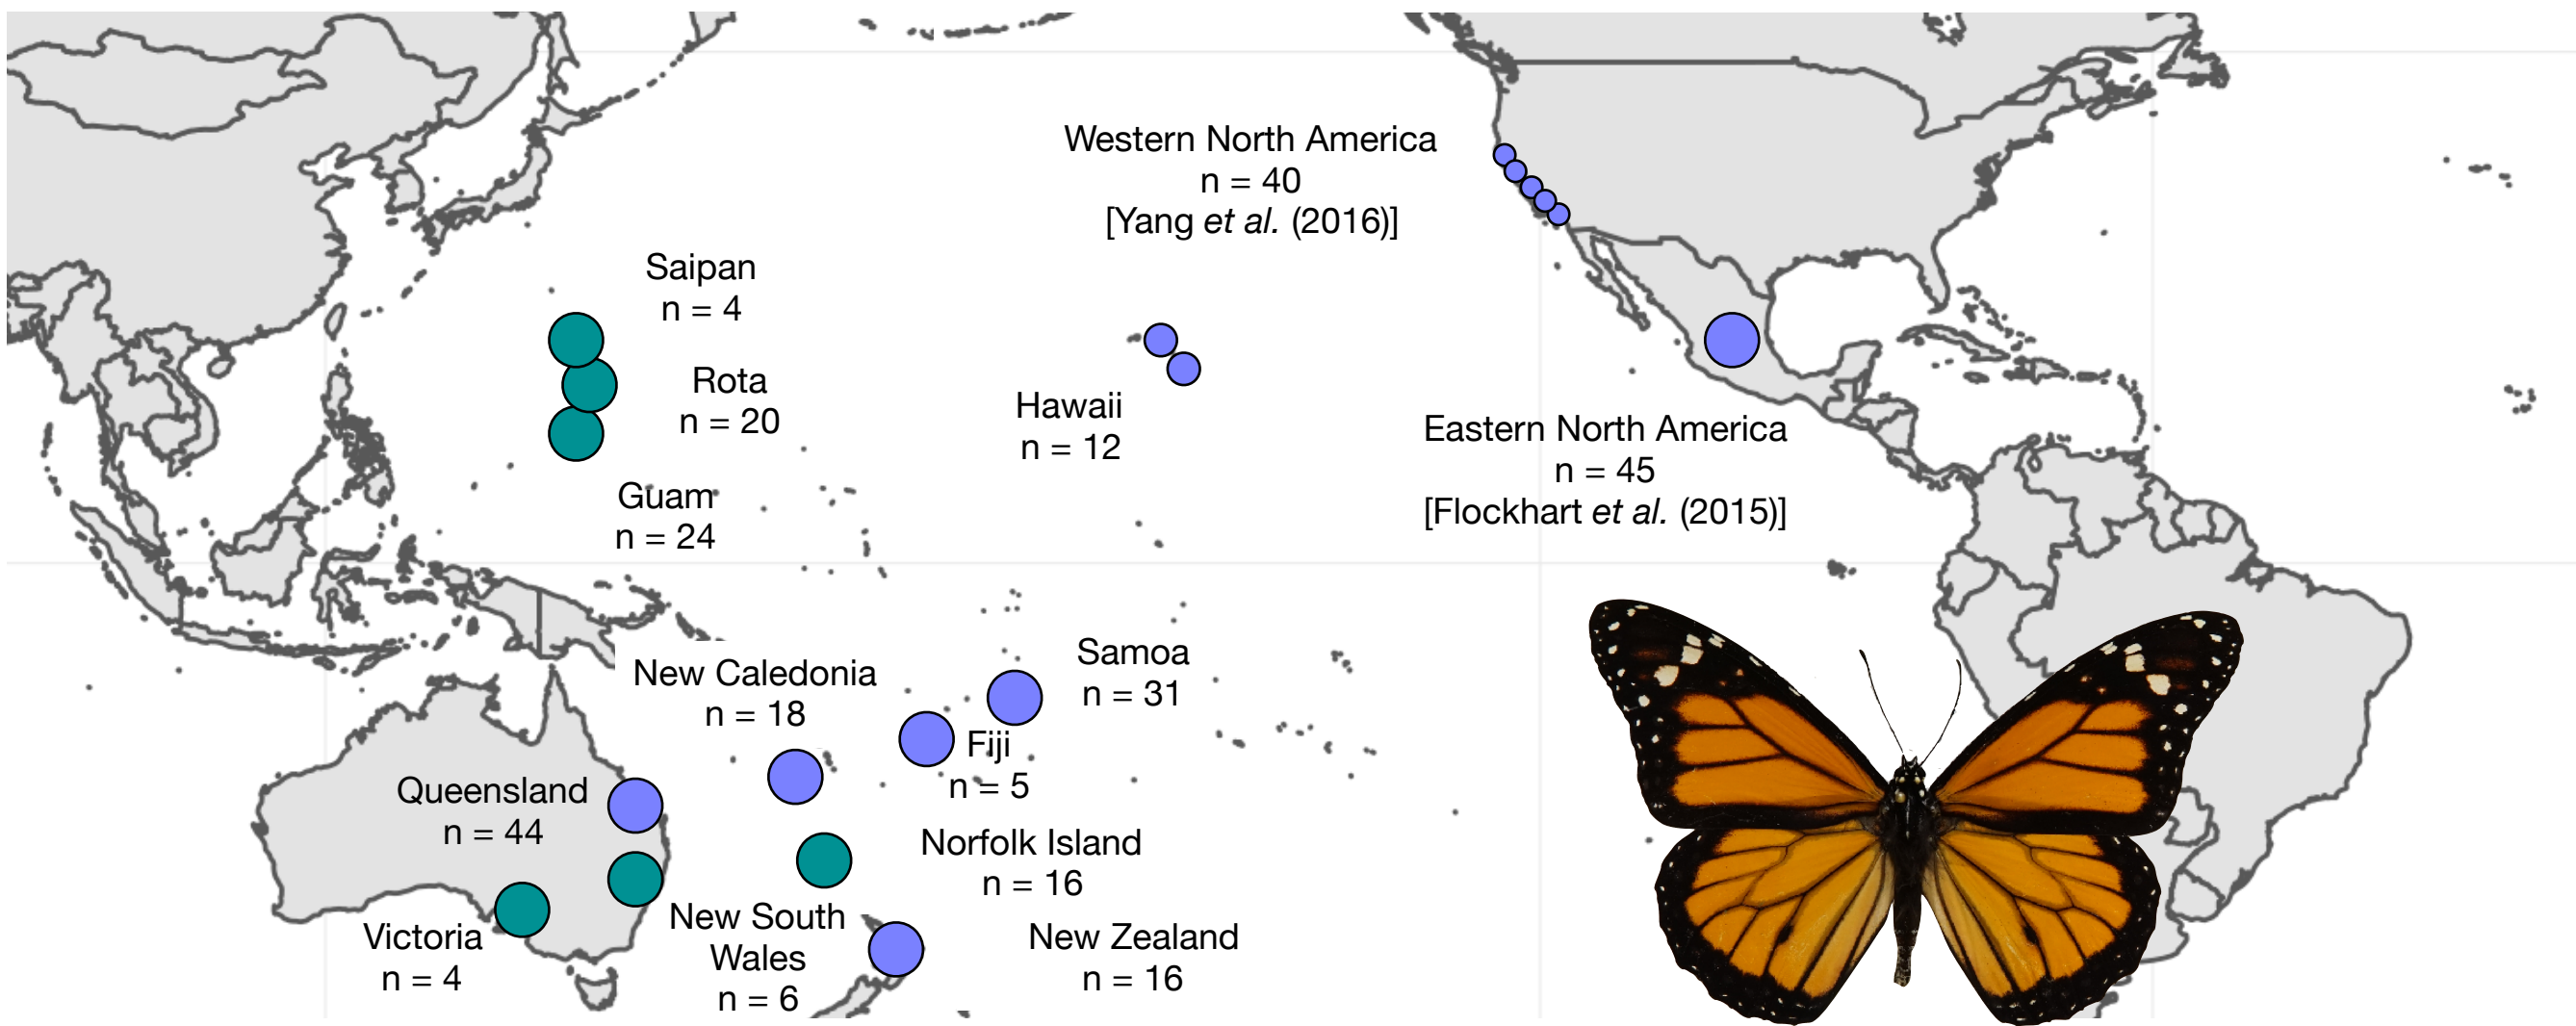 Western North America
n = 40
[Yang et al. (2016)]
Saipan
n = 4
Rota
n = 20
Guam
n = 24
Hawaii
n = 12
Eastern North America
n = 45
[Flockhart et al. (2015)]
Samoa
n = 31
New Caledonia
n = 18
Fiji
n = 5
Queensland
n = 44
Norfolk Island
n = 16
New South
Wales
n = 6
Victoria
n = 4
New Zealand
n = 16